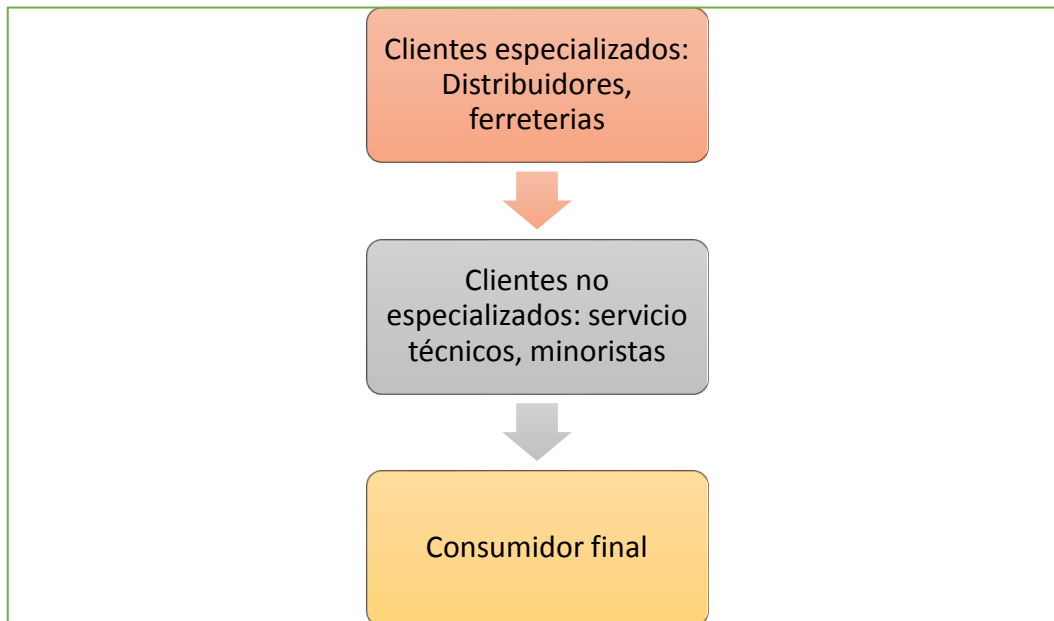 Clientes especializados:
Distribuidores,
ferreterias
Clientes no
especializados: servicio
técnicos, minoristas
Consumidor final